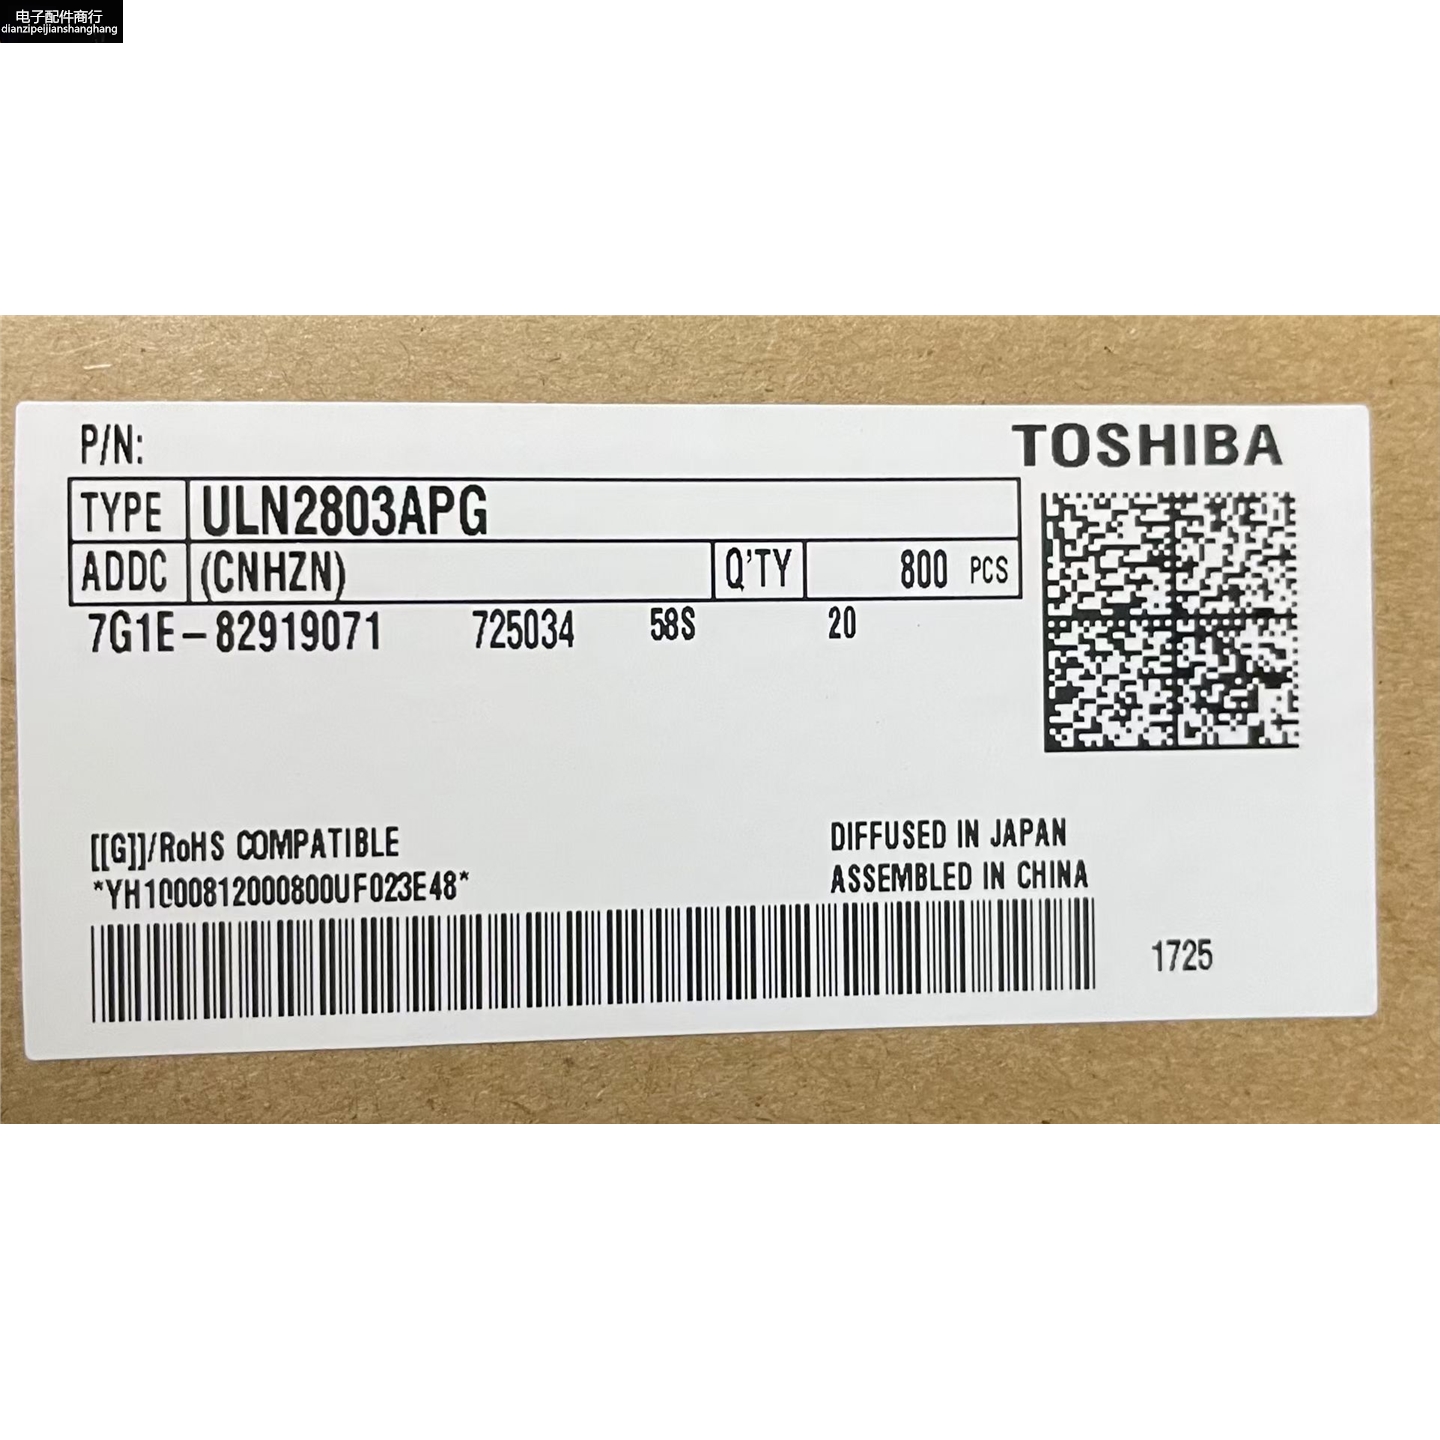 电子配件商行
dianzipeijianshanghang
P/N:
TOSHIBA
TYPE ULN2803APG
ADDC (CNHZN) Q'TY 800 PCS
7G1E-82919071 725034 58S 20
[[G]]/RoHS COMPATIBLE
*YH1000812000800UF023E48*
DIFFUSED IN JAPAN
ASSEMBLED IN CHINA
1725